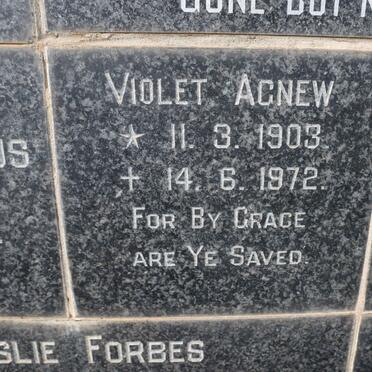 GONE BUT N
VIOLET AGNEW
* 11. 3. 1903.
+ 14. 6. 1972.
FOR BY GRACE
ARE YE SAVED.
US
SLIE FORBES